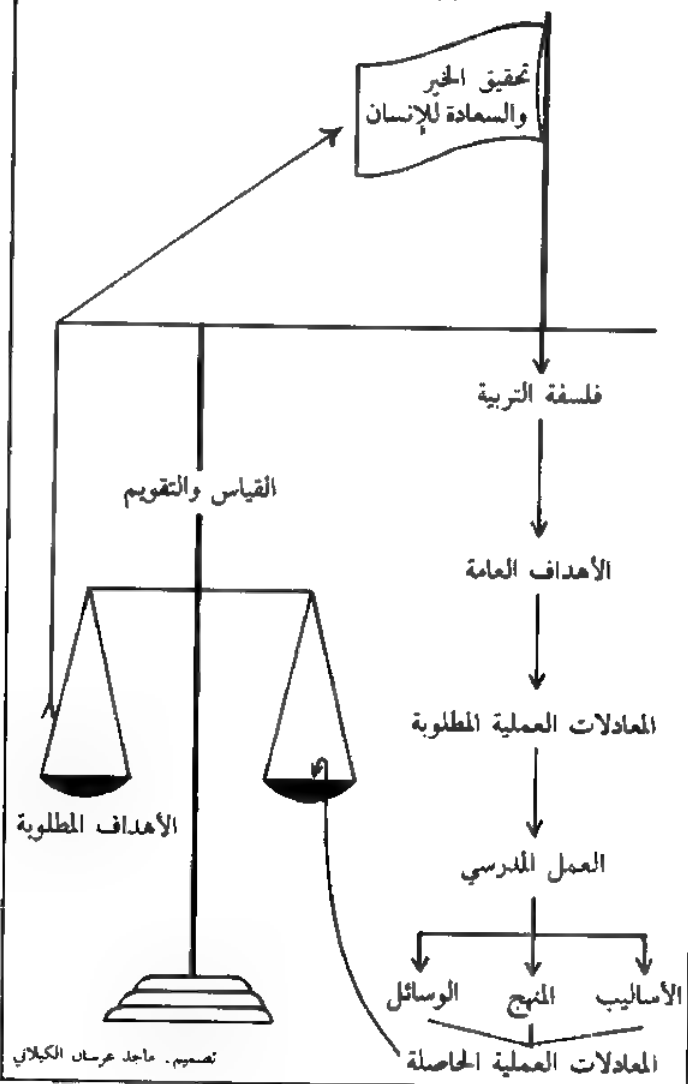 تحقيق الخير
والسعادة للإنسان
فلسفة التربية
القياس والتقويم
الأهداف العامة
المعادلات العملية المطلوبة
الأهداف المطلوبة
العمل المدرسي
الأساليب المنهج الوسائل
المعادلات العملية الحاصلة
تصميم. ماجد عرسان الكيلاني